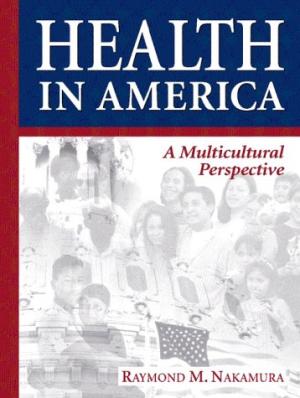 HEALTH
IN AMERICA
A Multicultural
Perspective
RAYMOND M. NAKAMURA